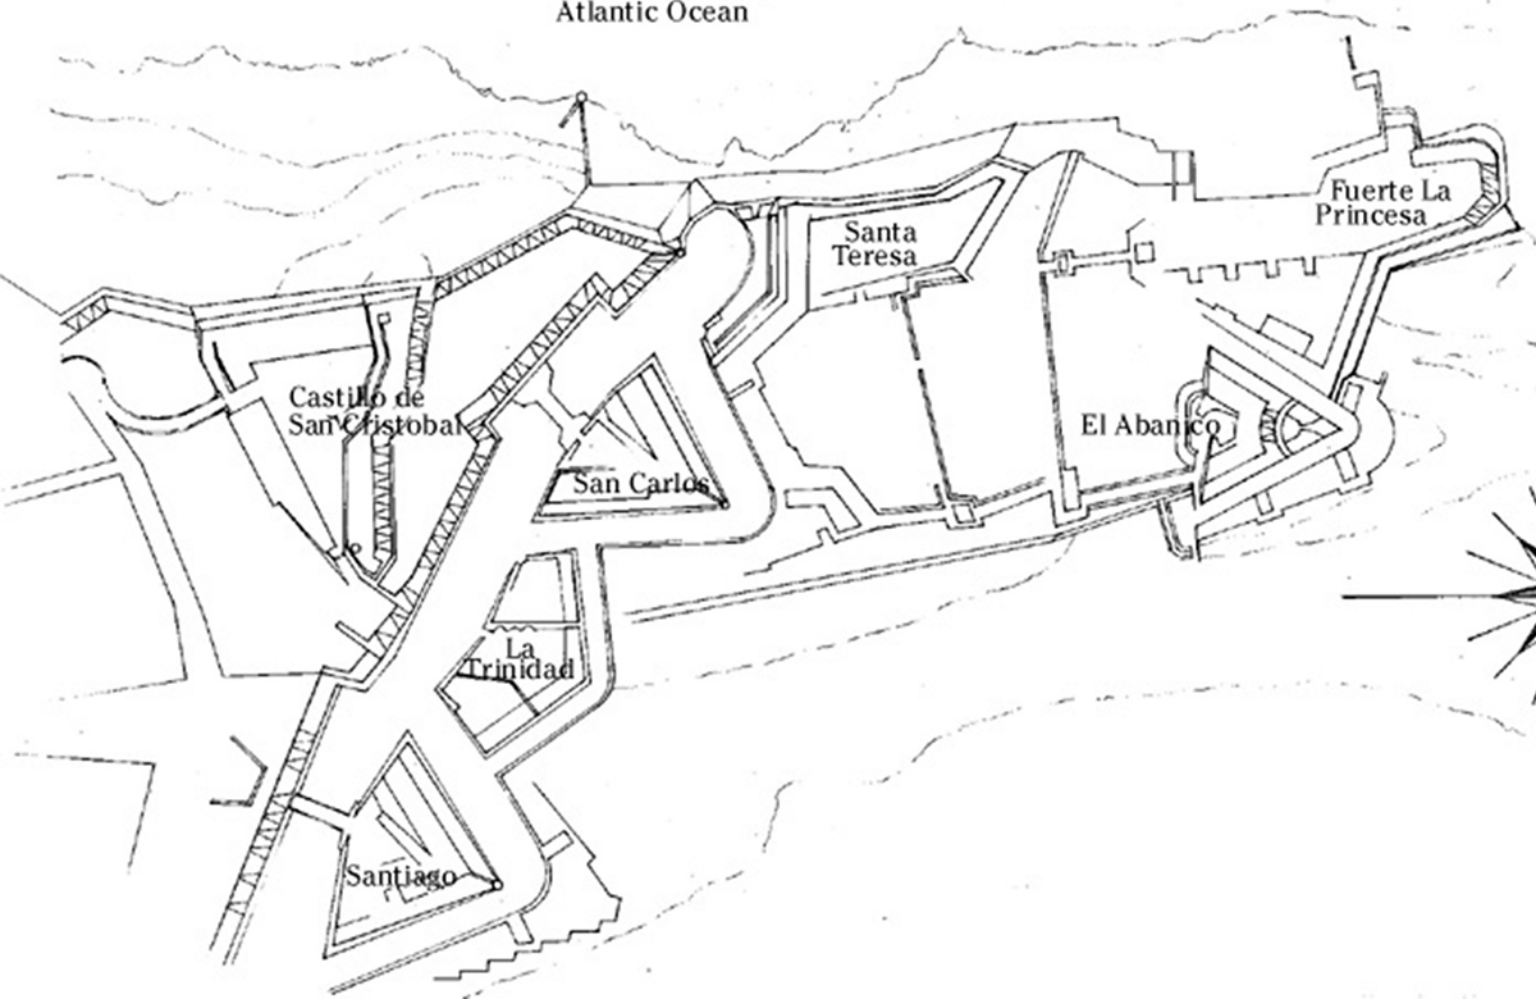 Atlantic Ocean
Fuerte La
Princesa
Santa
Teresa
Castillo de
San Cristobal
El Abanico
San Carlos
La
Trinidad
Santiago